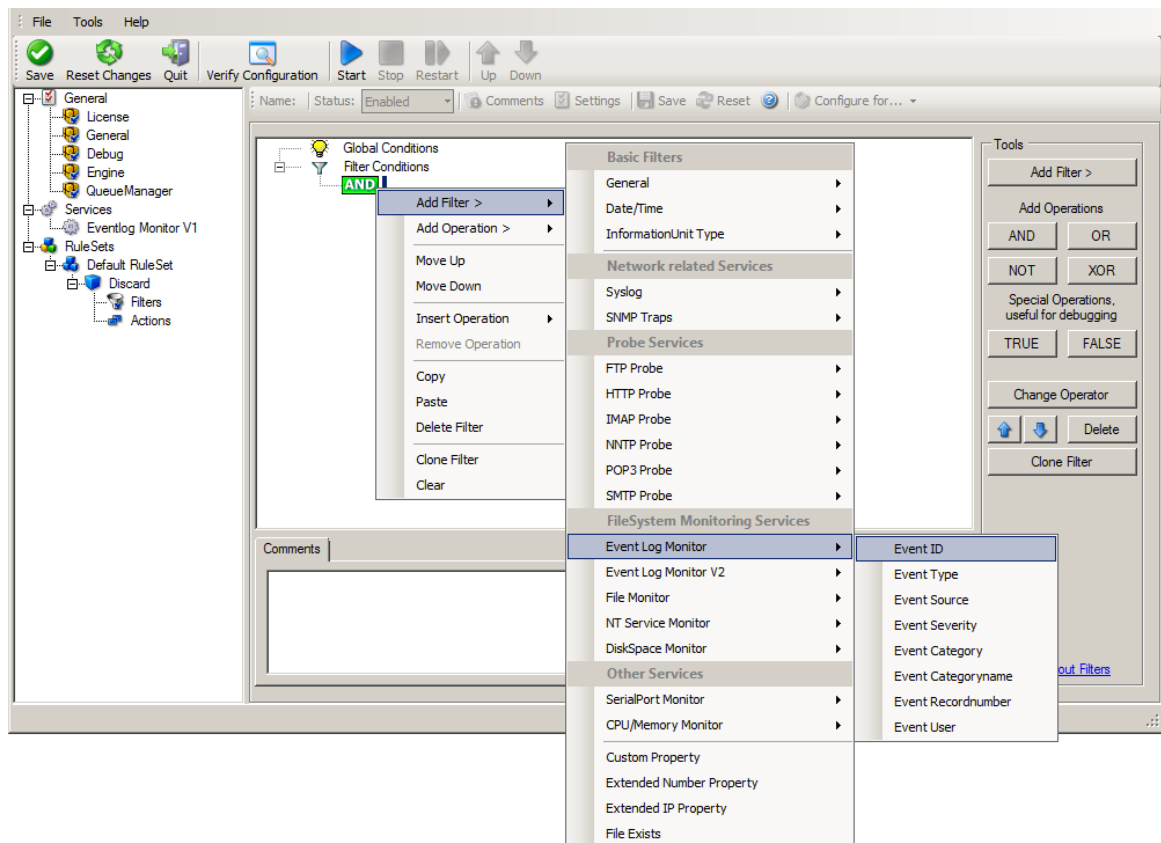 File Tools Help
Save Reset Changes Quit Verify Configuration Start Stop Restart Up Down
General
License
General
Debug
Engine
QueueManager
Services
Eventlog Monitor V1
RuleSets
Default RuleSet
Discard
Filters
Actions
Name: Status: Enabled Comments Settings Save Reset Configure for...
Global Conditions
Filter Conditions
AND
Add Filter >
Add Operation >
Move Up
Move Down
Insert Operation
Remove Operation
Copy
Paste
Delete Filter
Clone Filter
Clear
Basic Filters
General
Date/Time
InformationUnit Type
Network related Services
Syslog
SNMP Traps
Probe Services
FTP Probe
HTTP Probe
IMAP Probe
NNTP Probe
POP3 Probe
SMTP Probe
FileSystem Monitoring Services
Event Log Monitor
Event Log Monitor V2
File Monitor
NT Service Monitor
DiskSpace Monitor
Other Services
SerialPort Monitor
CPU/Memory Monitor
Custom Property
Extended Number Property
Extended IP Property
File Exists
Event ID
Event Type
Event Source
Event Severity
Event Category
Event Categoryname
Event Recordnumber
Event User
Tools
Add Filter >
Add Operations
AND OR
NOT XOR
Special Operations,
useful for debugging
TRUE FALSE
Change Operator
Delete
Clone Filter
out Filters
Comments